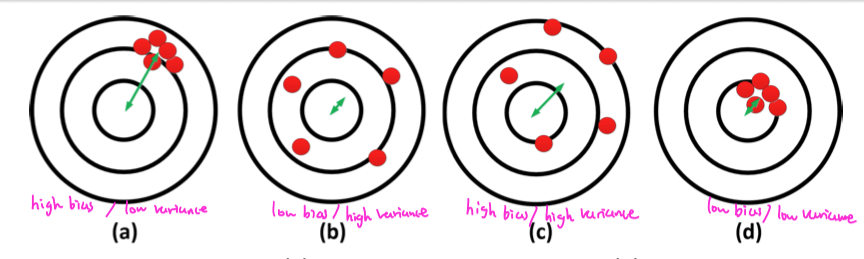 high bias / low variance
low bias / high variance
high bias / high variance
low bias / low variance
(a)
(b)
(c)
(d)